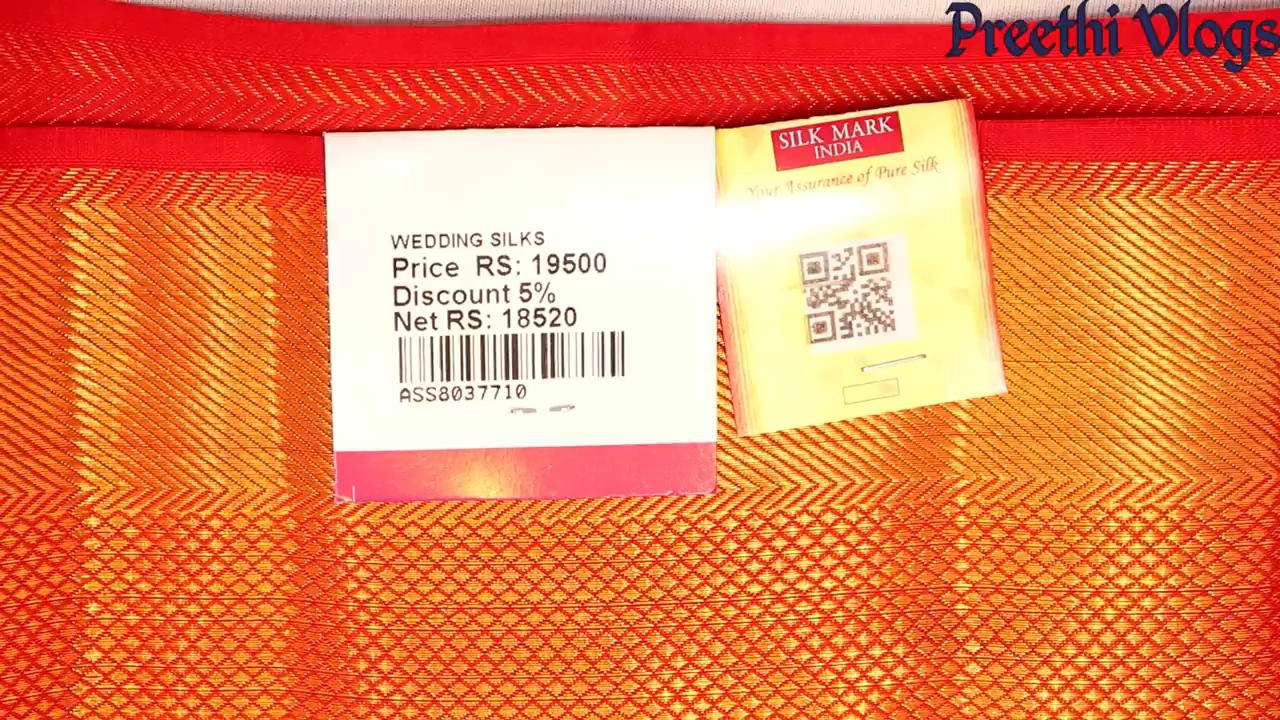 Preethi Vlogs
SILK MARK
INDIA
Your Assurance of Pure Silk
WEDDING SILKS
Price RS: 19500
Discount 5%
Net RS: 18520
ASS8037710